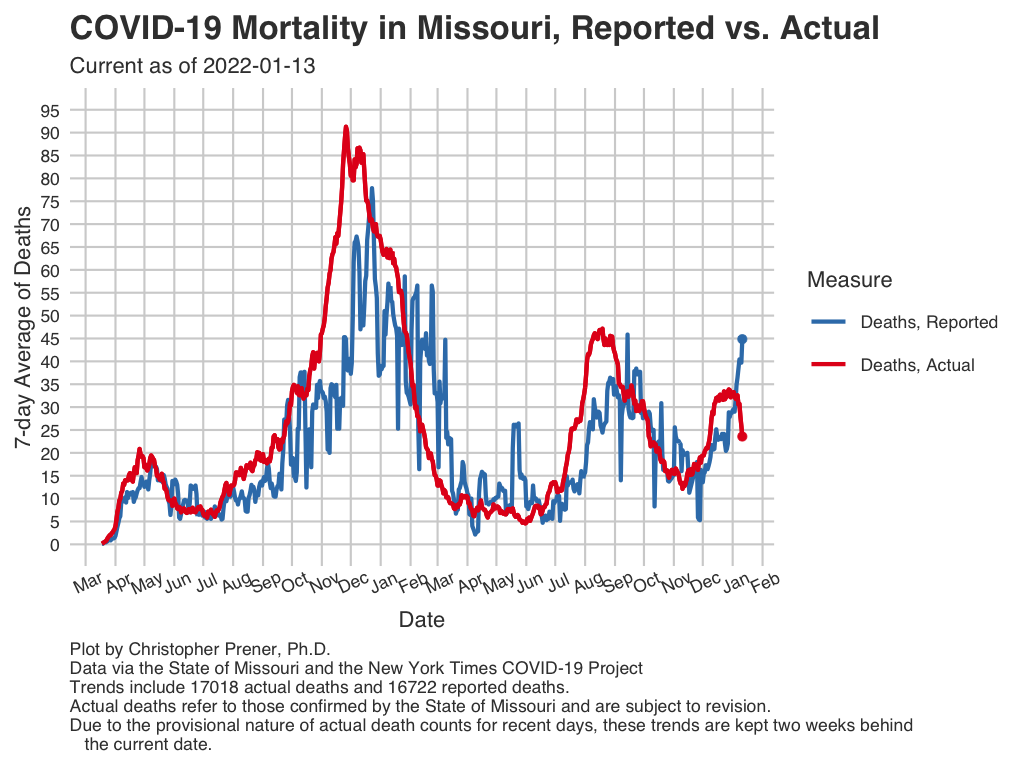 COVID-19 Mortality in Missouri, Reported vs. Actual
Current as of 2022-01-13
95
90
85
80
75
70
65
60
55
50
45
40
35
30
25
20
15
10
5
0
7-day Average of Deaths
Mar Apr May Jun Jul Aug Sep Oct Nov Dec Jan Feb Mar Apr May Jun Jul Aug Sep Oct Nov Dec Jan Feb
Date
Measure
Deaths, Reported
Deaths, Actual
Plot by Christopher Prener, Ph.D.
Data via the State of Missouri and the New York Times COVID-19 Project
Trends include 17018 actual deaths and 16722 reported deaths.
Actual deaths refer to those confirmed by the State of Missouri and are subject to revision.
Due to the provisional nature of actual death counts for recent days, these trends are kept two weeks behind
the current date.